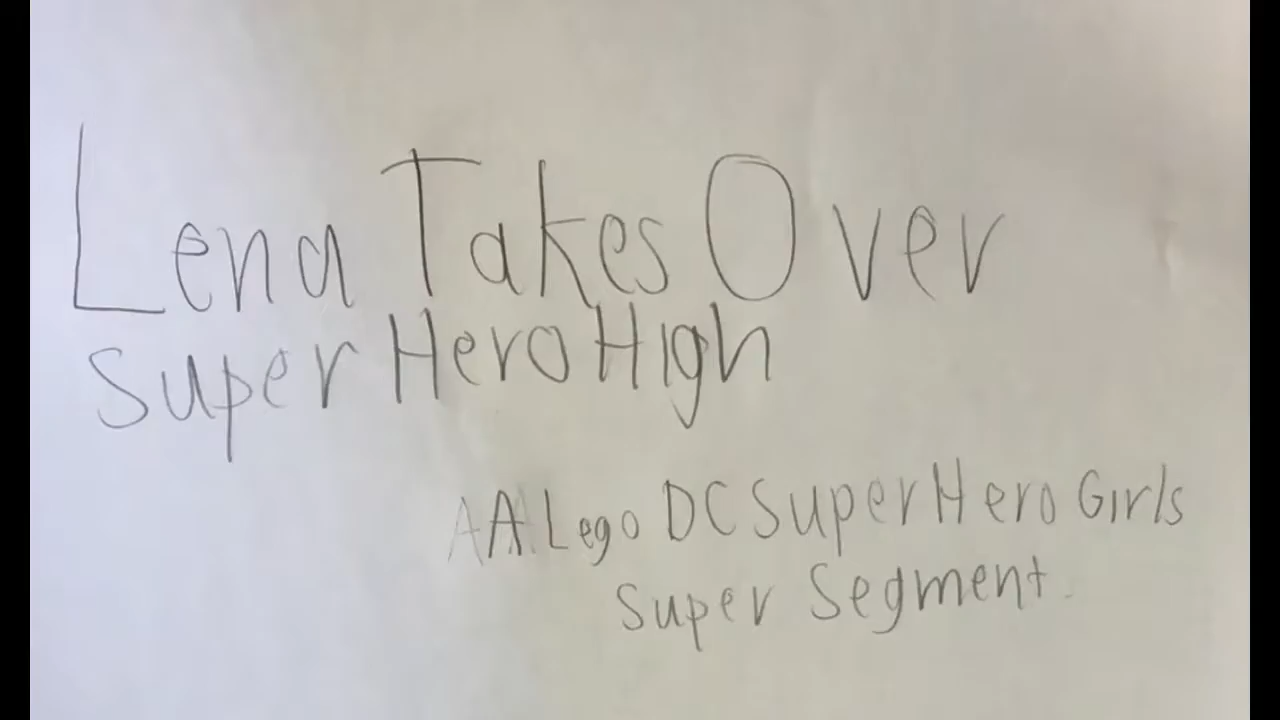 Lena Takes Over
Super Hero High
A Lego DC Super Hero Girls
Super Segment